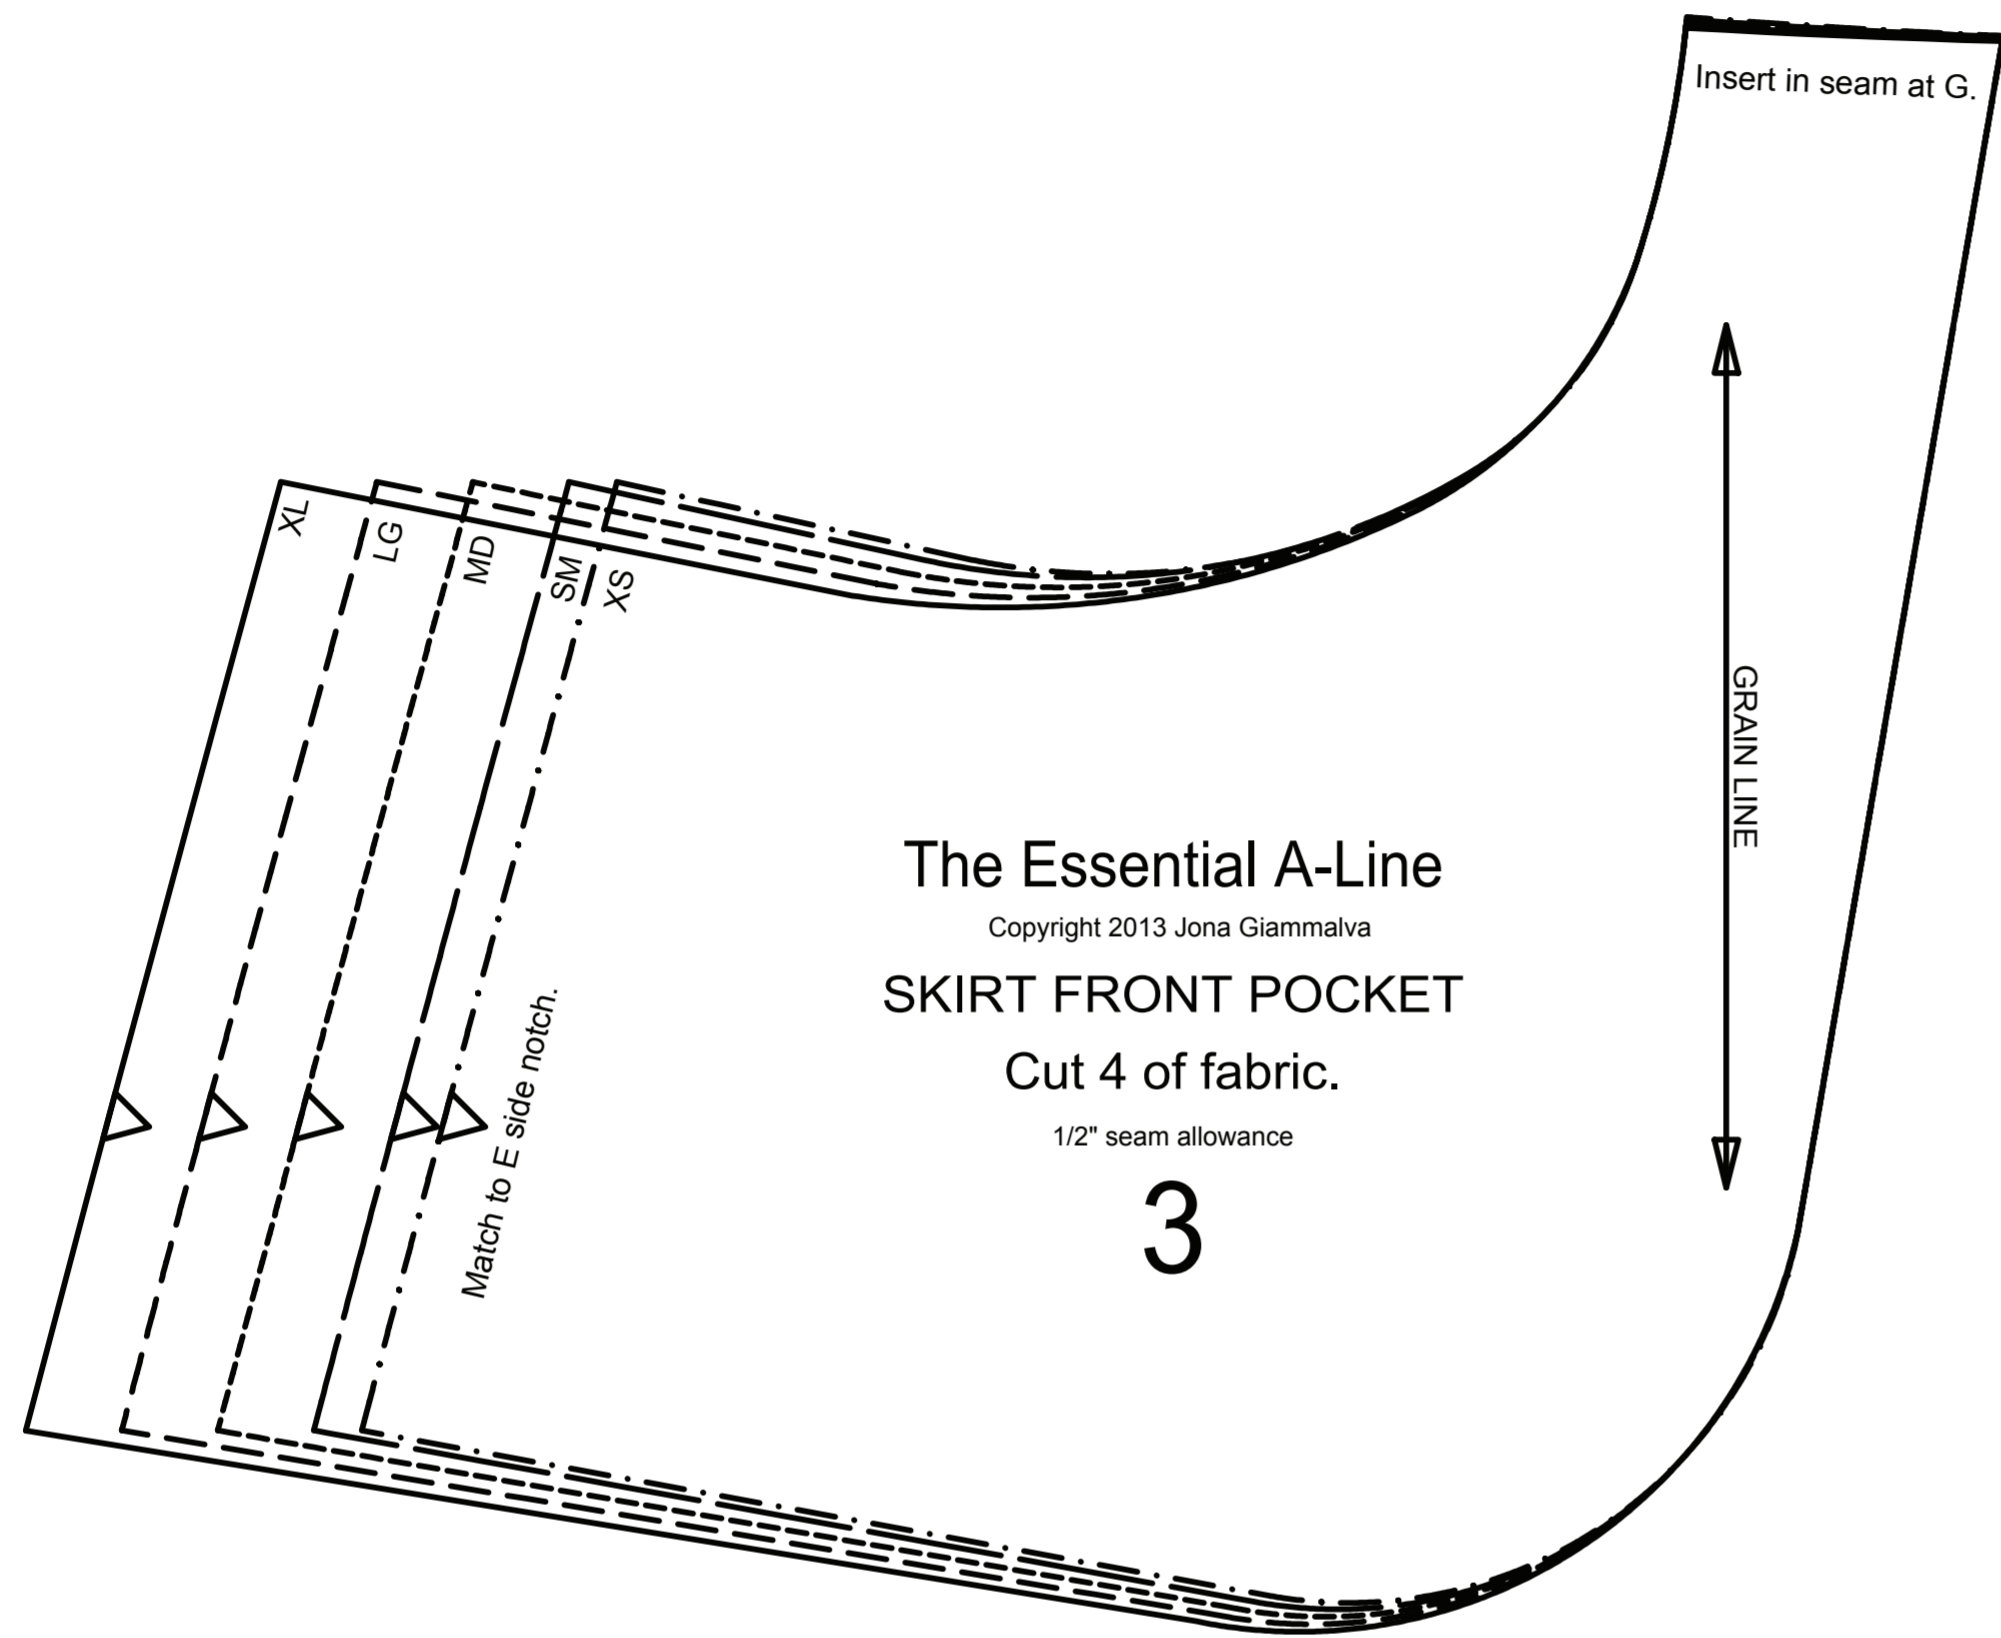 Insert in seam at G.
XL
LG
MD
SM
XS
GRAIN LINE
The Essential A-Line
Copyright 2013 Jona Giammalva
SKIRT FRONT POCKET
Cut 4 of fabric.
1/2" seam allowance
3
Match to E side notch.